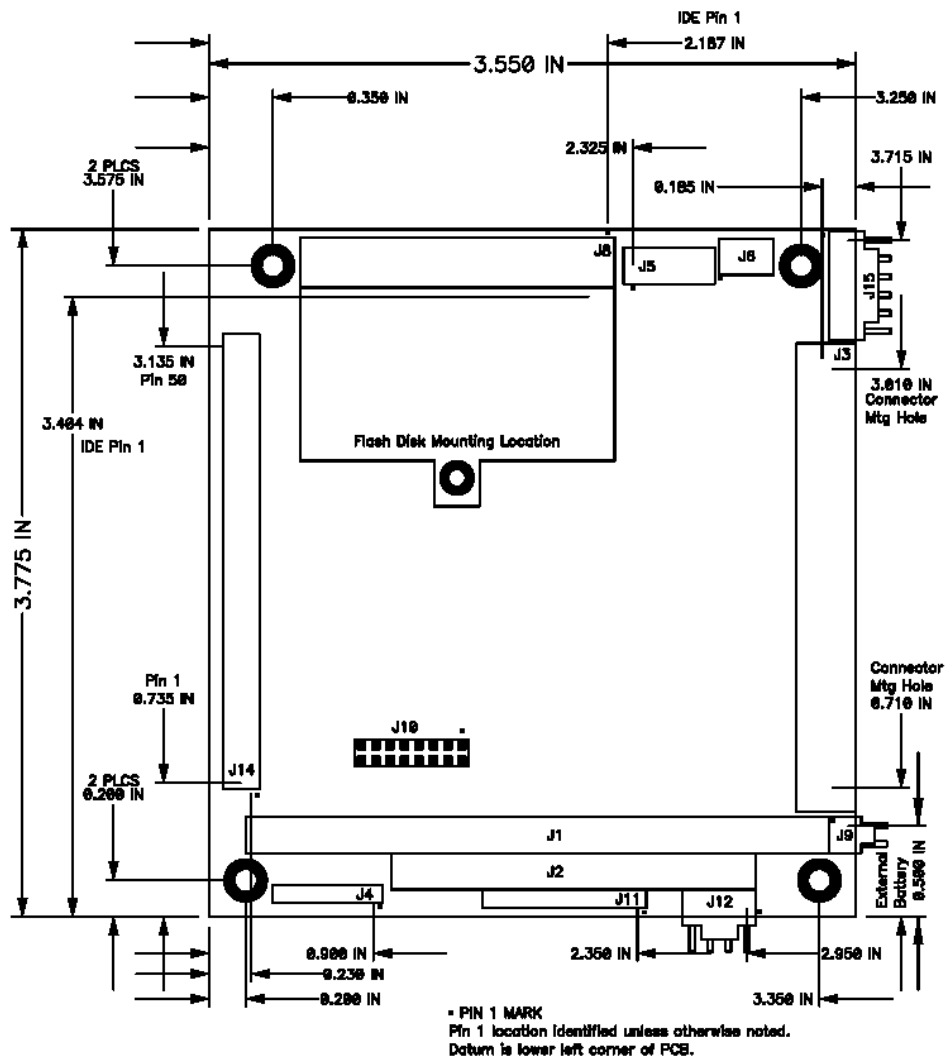 IDE Pin 1
2.187 IN
3.550 IN
0.350 IN
3.250 IN
2.325 IN
3.715 IN
2 PLCS
3.575 IN
0.185 IN
J8
J5
J6
J15
J3
3.135 IN
Pin 50
3.010 IN
Connector
Mtg Hole
3.404 IN
IDE Pin 1
Flash Disk Mounting Location
3.775 IN
Connector
Mtg Hole
0.710 IN
Pin 1
0.735 IN
J10
J14
2 PLCS
0.200 IN
J1
J9
J2
External
Battery
0.500 IN
J4
J11
J12
0.900 IN
2.350 IN
2.950 IN
0.230 IN
0.200 IN
3.350 IN
▪ PIN 1 MARK
Pin 1 location identified unless otherwise noted.
Datum is lower left corner of PCB.